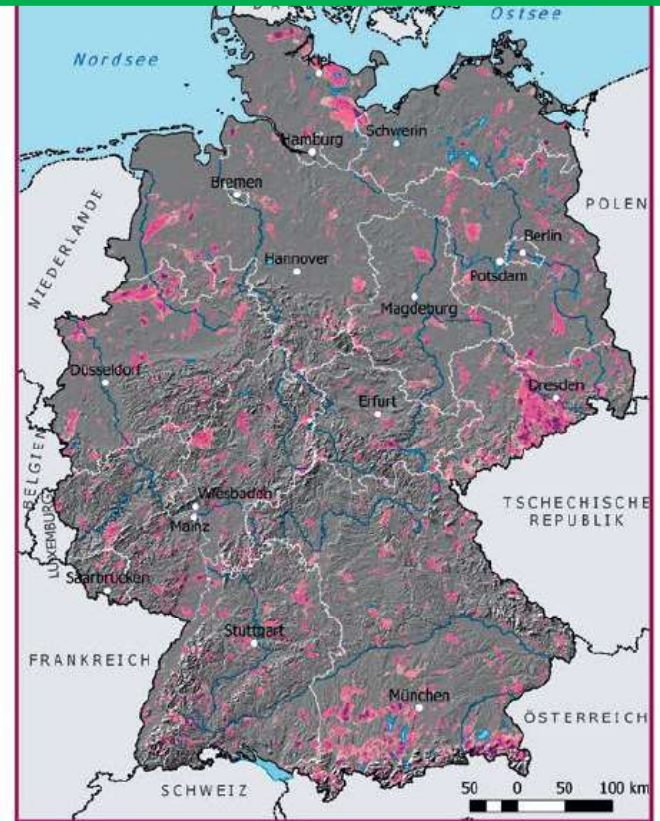 Ostsee
Nordsee
Kiel
Hamburg
Schwerin
Bremen
POLEN
NIEDERLANDE
Berlin
Hannover
Potsdam
Magdeburg
Düsseldorf
Dresden
Erfurt
BELGIEN
Wiesbaden
TSCHECHISCHE
REPUBLIK
LUXEMBURG
Mainz
Saarbrücken
Stuttgart
FRANKREICH
München
ÖSTERREICH
SCHWEIZ
50 0 50 100 km